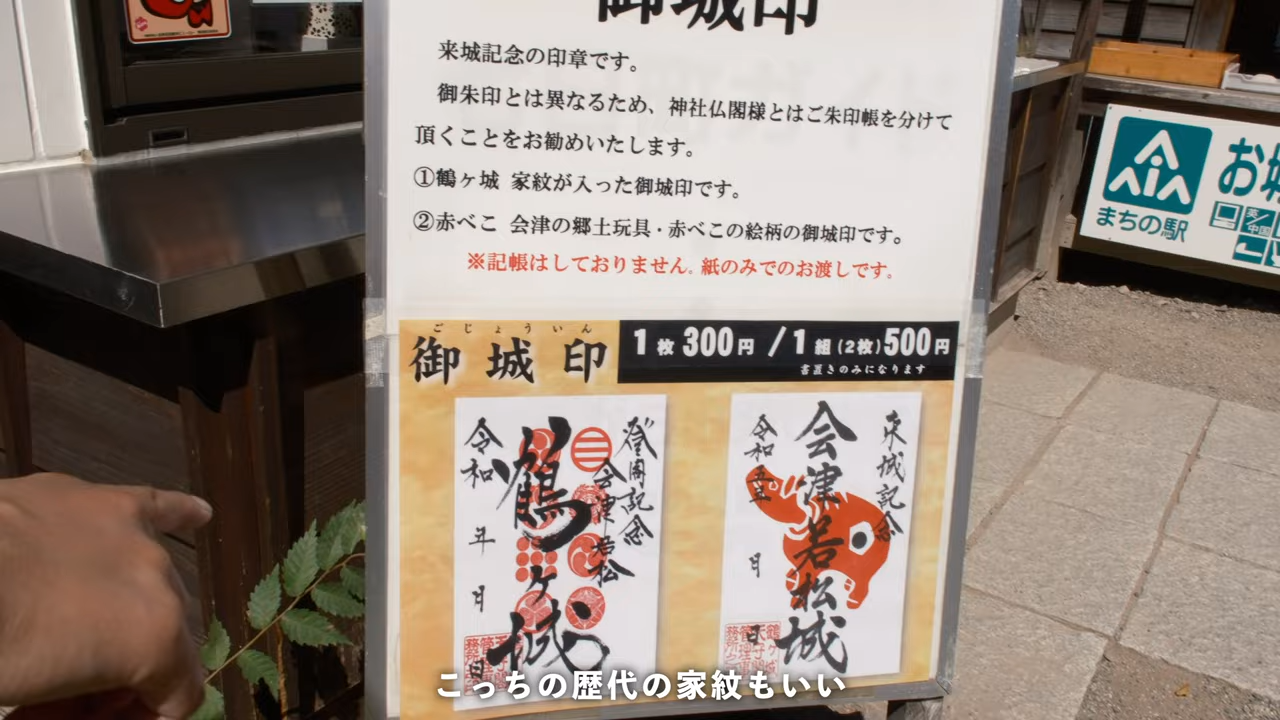 御城印
来城記念の印章です。
御朱印とは異なるため、神社仏閣様とはご朱印帳を分けて
頂くことをお勧めいたします。
①鶴ヶ城 家紋が入った御城印です。
②赤べこ 会津の郷土玩具・赤べこの絵柄の御城印です。
※記帳はしておりません。紙のみでのお渡しです。
ごじょういん
御城印
1枚300円/1組(2枚)500円
書置きのみになります
登閣記念
会津若松
鶴ヶ城
令和 年 月 日
来城記念
会津若松城
令和五年 月 日
まちの駅
お城
英/中国
こっちの歴代の家紋もいい